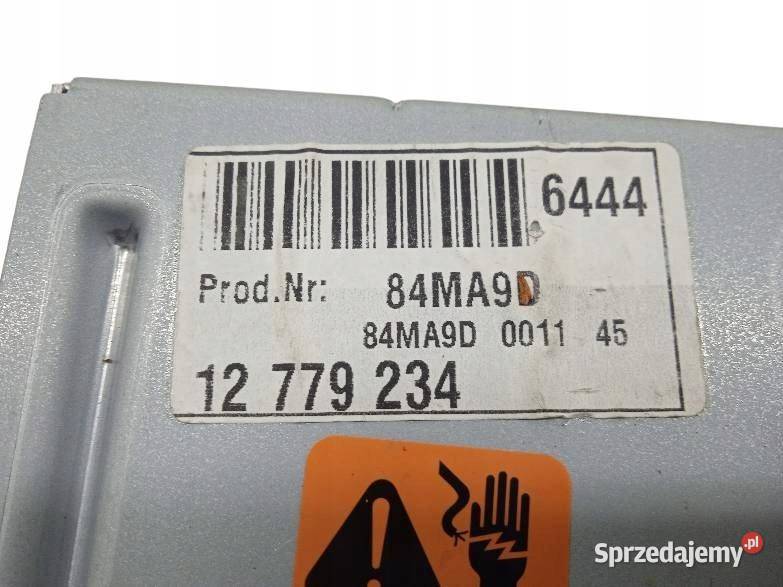 6444
Prod.Nr: 84MA9D
84MA9D 0011 45
12 779 234
Sprzedajemy.pl